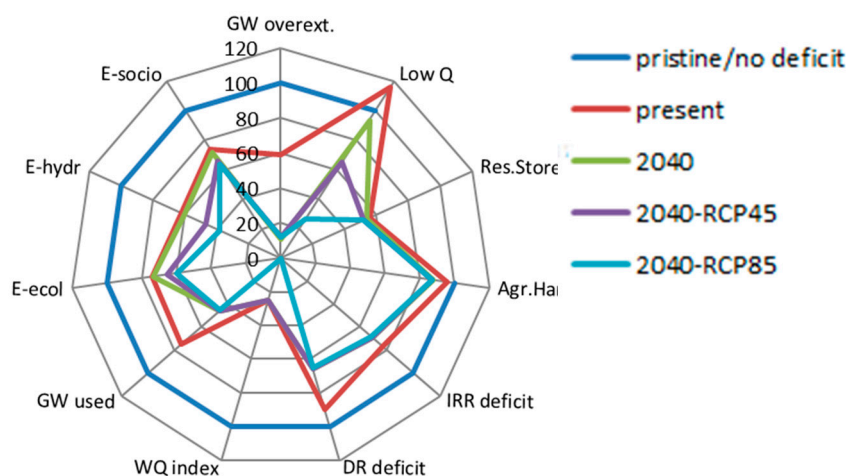 GW overext.
120
100
80
60
40
20
0
Low Q
Res.Store
Agr.Ha
IRR deficit
DR deficit
WQ index
GW used
E-ecol
E-hydr
E-socio
pristine/no deficit
present
2040
2040-RCP45
2040-RCP85